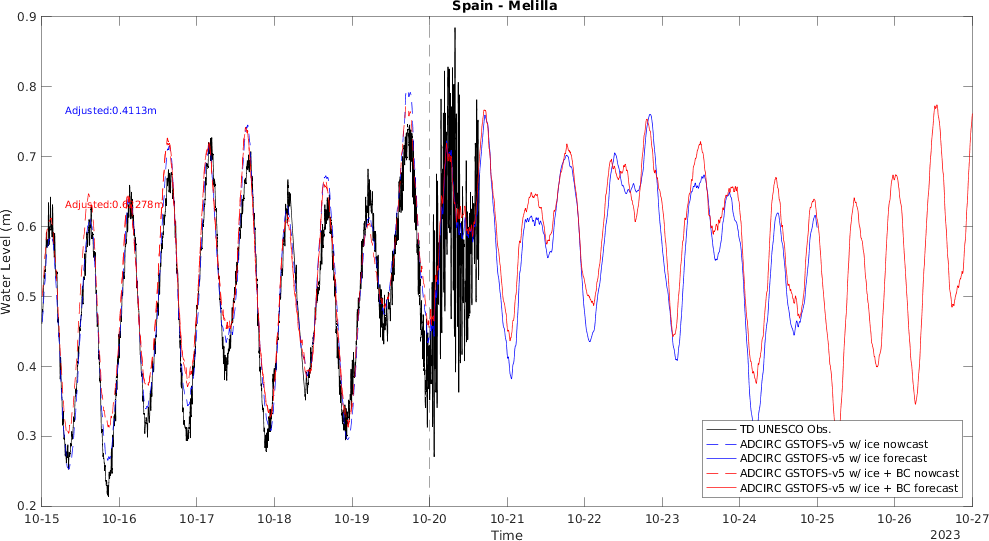 Spain - Melilla
0.9
0.8
0.7
0.6
0.5
0.4
0.3
0.2
Water Level (m)
Adjusted:0.4113m
TD UNESCO Obs.
ADCIRC GSTOFS-v5 w/ ice nowcast
ADCIRC GSTOFS-v5 w/ ice forecast
ADCIRC GSTOFS-v5 w/ ice + BC nowcast
ADCIRC GSTOFS-v5 w/ ice + BC forecast
10-15 10-16 10-17 10-18 10-19 10-20 10-21 10-22 10-23 10-24 10-25 10-26 10-27
Time
2023